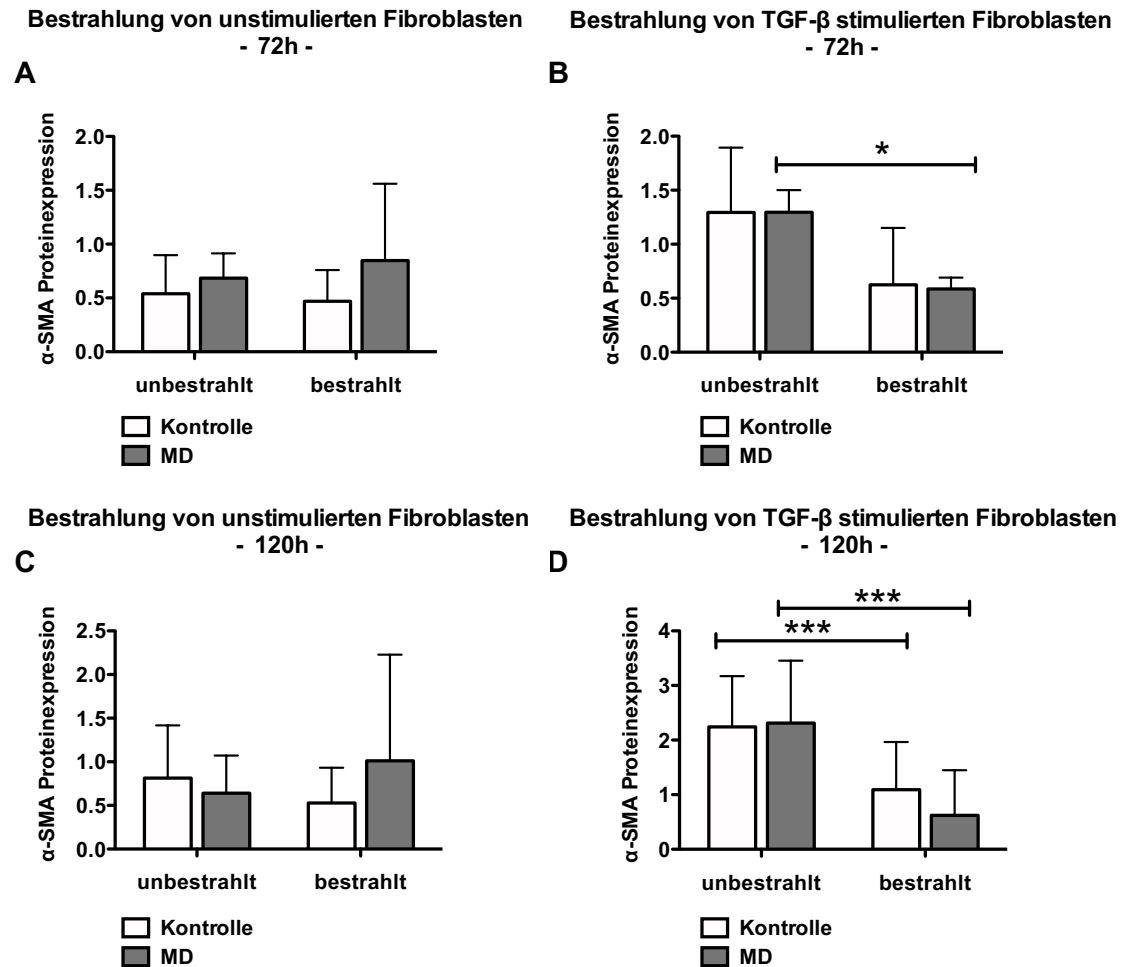 Bestrahlung von unstimulierten Fibroblasten
- 72h -
A
α-SMA Proteinexpression
2.0
1.5
1.0
0.5
0.0
unbestrahlt bestrahlt
Kontrolle
MD
Bestrahlung von TGF-β stimulierten Fibroblasten
- 72h -
B
α-SMA Proteinexpression
2.0
1.5
1.0
0.5
0.0
*
unbestrahlt bestrahlt
Kontrolle
MD
Bestrahlung von unstimulierten Fibroblasten
- 120h -
C
α-SMA Proteinexpression
2.5
2.0
1.5
1.0
0.5
0.0
unbestrahlt bestrahlt
Kontrolle
MD
Bestrahlung von TGF-β stimulierten Fibroblasten
- 120h -
D
α-SMA Proteinexpression
4
3
2
1
0
***
***
unbestrahlt bestrahlt
Kontrolle
MD